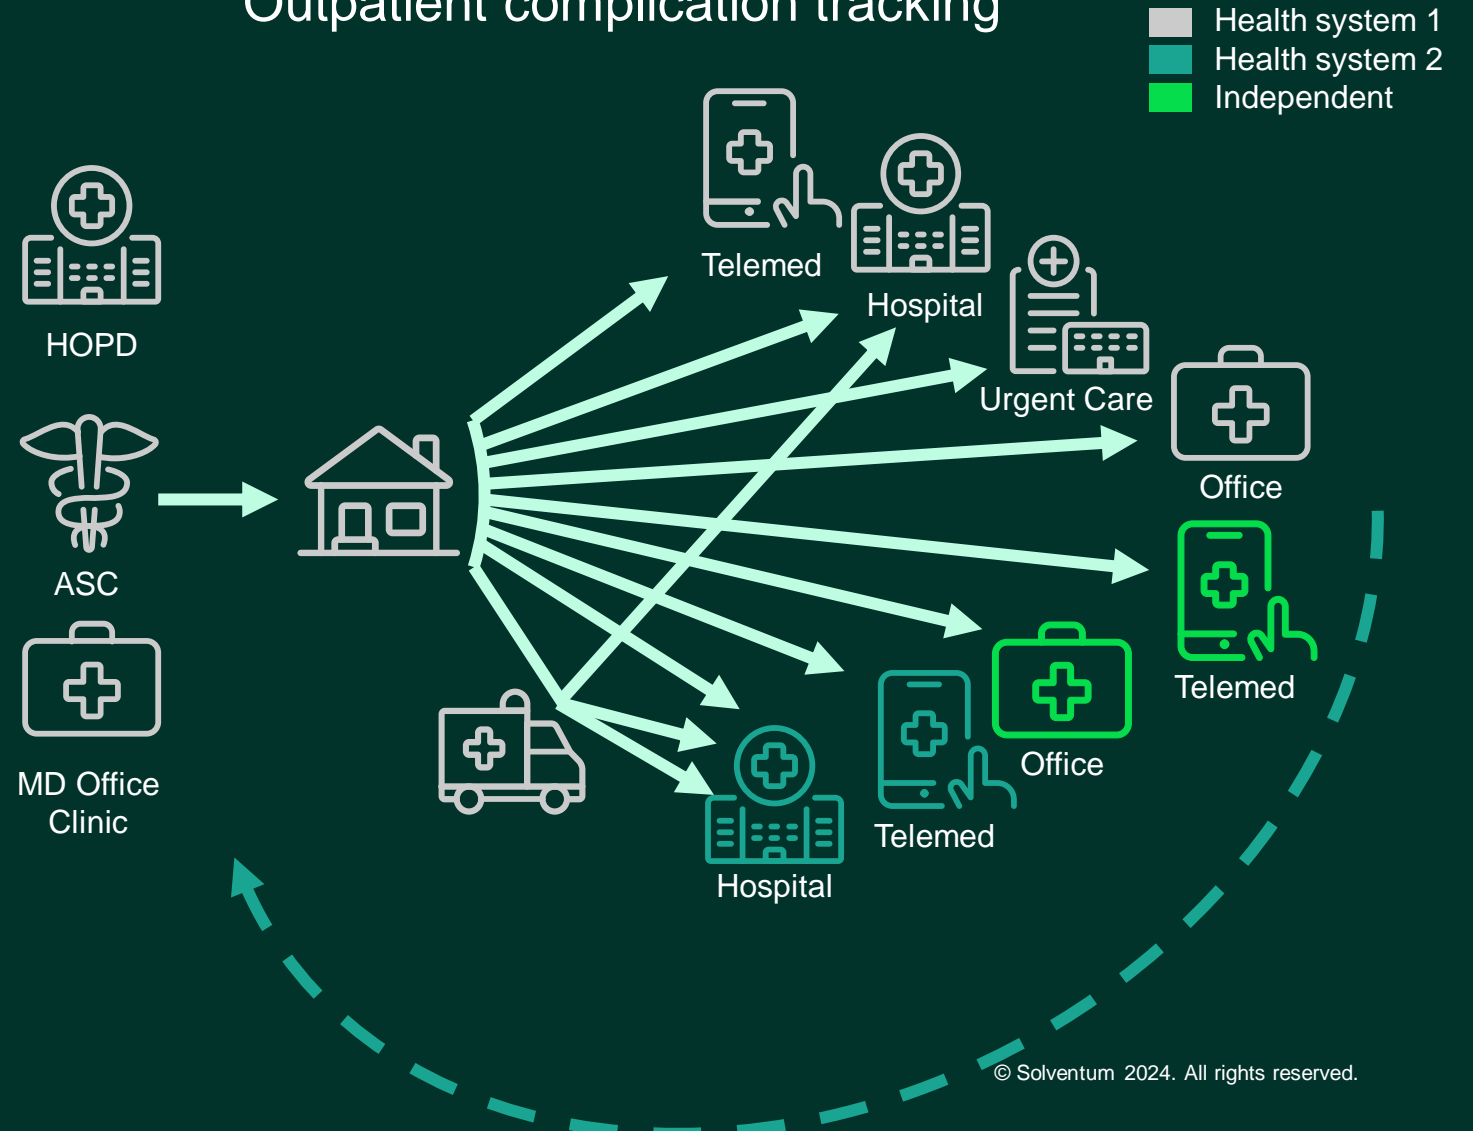 Outpatient complication tracking
Health system 1
Health system 2
Independent
Telemed
Hospital
HOPD
Urgent Care
Office
ASC
Telemed
Office
MD Office
Clinic
Telemed
Hospital
© Solventum 2024. All rights reserved.